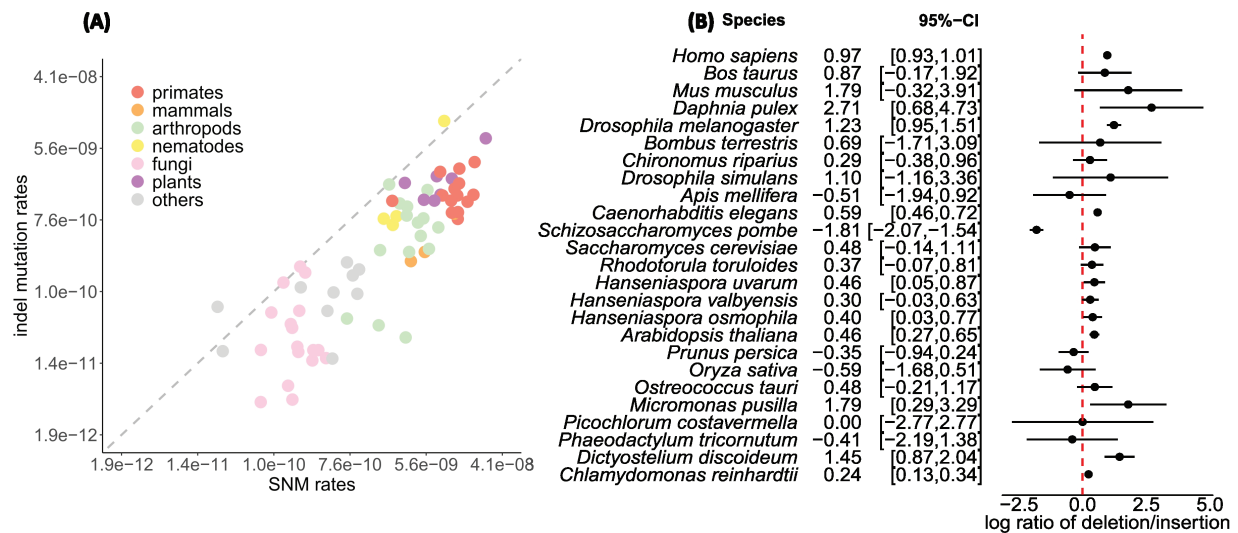 (A)
indel mutation rates
4.1e−08
5.6e−09
7.6e−10
1.0e−10
1.4e−11
1.9e−12
primates
mammals
arthropods
nematodes
fungi
plants
others
1.9e−12 1.4e−11 1.0e−10 7.6e−10 5.6e−09 4.1e−08
SNM rates
(B) Species 95%−CI
Homo sapiens 0.97 [0.93,1.01]
Bos taurus 0.87 [−0.17,1.92]
Mus musculus 1.79 [−0.32,3.91]
Daphnia pulex 2.71 [0.68,4.73]
Drosophila melanogaster 1.23 [0.95,1.51]
Bombus terrestris 0.69 [−1.71,3.09]
Chironomus riparius 0.29 [−0.38,0.96]
Drosophila simulans 1.10 [−1.16,3.36]
Apis mellifera −0.51 [−1.94,0.92]
Caenorhabditis elegans 0.59 [0.46,0.72]
Schizosaccharomyces pombe −1.81 [−2.07,−1.54]
Saccharomyces cerevisiae 0.48 [−0.14,1.11]
Rhodotorula toruloides 0.37 [−0.07,0.81]
Hanseniaspora uvarum 0.46 [0.05,0.87]
Hanseniaspora valbyensis 0.30 [−0.03,0.63]
Hanseniaspora osmophila 0.40 [0.03,0.77]
Arabidopsis thaliana 0.46 [0.27,0.65]
Prunus persica −0.35 [−0.94,0.24]
Oryza sativa −0.59 [−1.68,0.51]
Ostreococcus tauri 0.48 [−0.21,1.17]
Micromonas pusilla 1.79 [0.29,3.29]
Picochlorum costavermella 0.00 [−2.77,2.77]
Phaeodactylum tricornutum −0.41 [−2.19,1.38]
Dictyostelium discoideum 1.45 [0.87,2.04]
Chlamydomonas reinhardtii 0.24 [0.13,0.34]
−2.5 0.0 2.5 5.0
log ratio of deletion/insertion